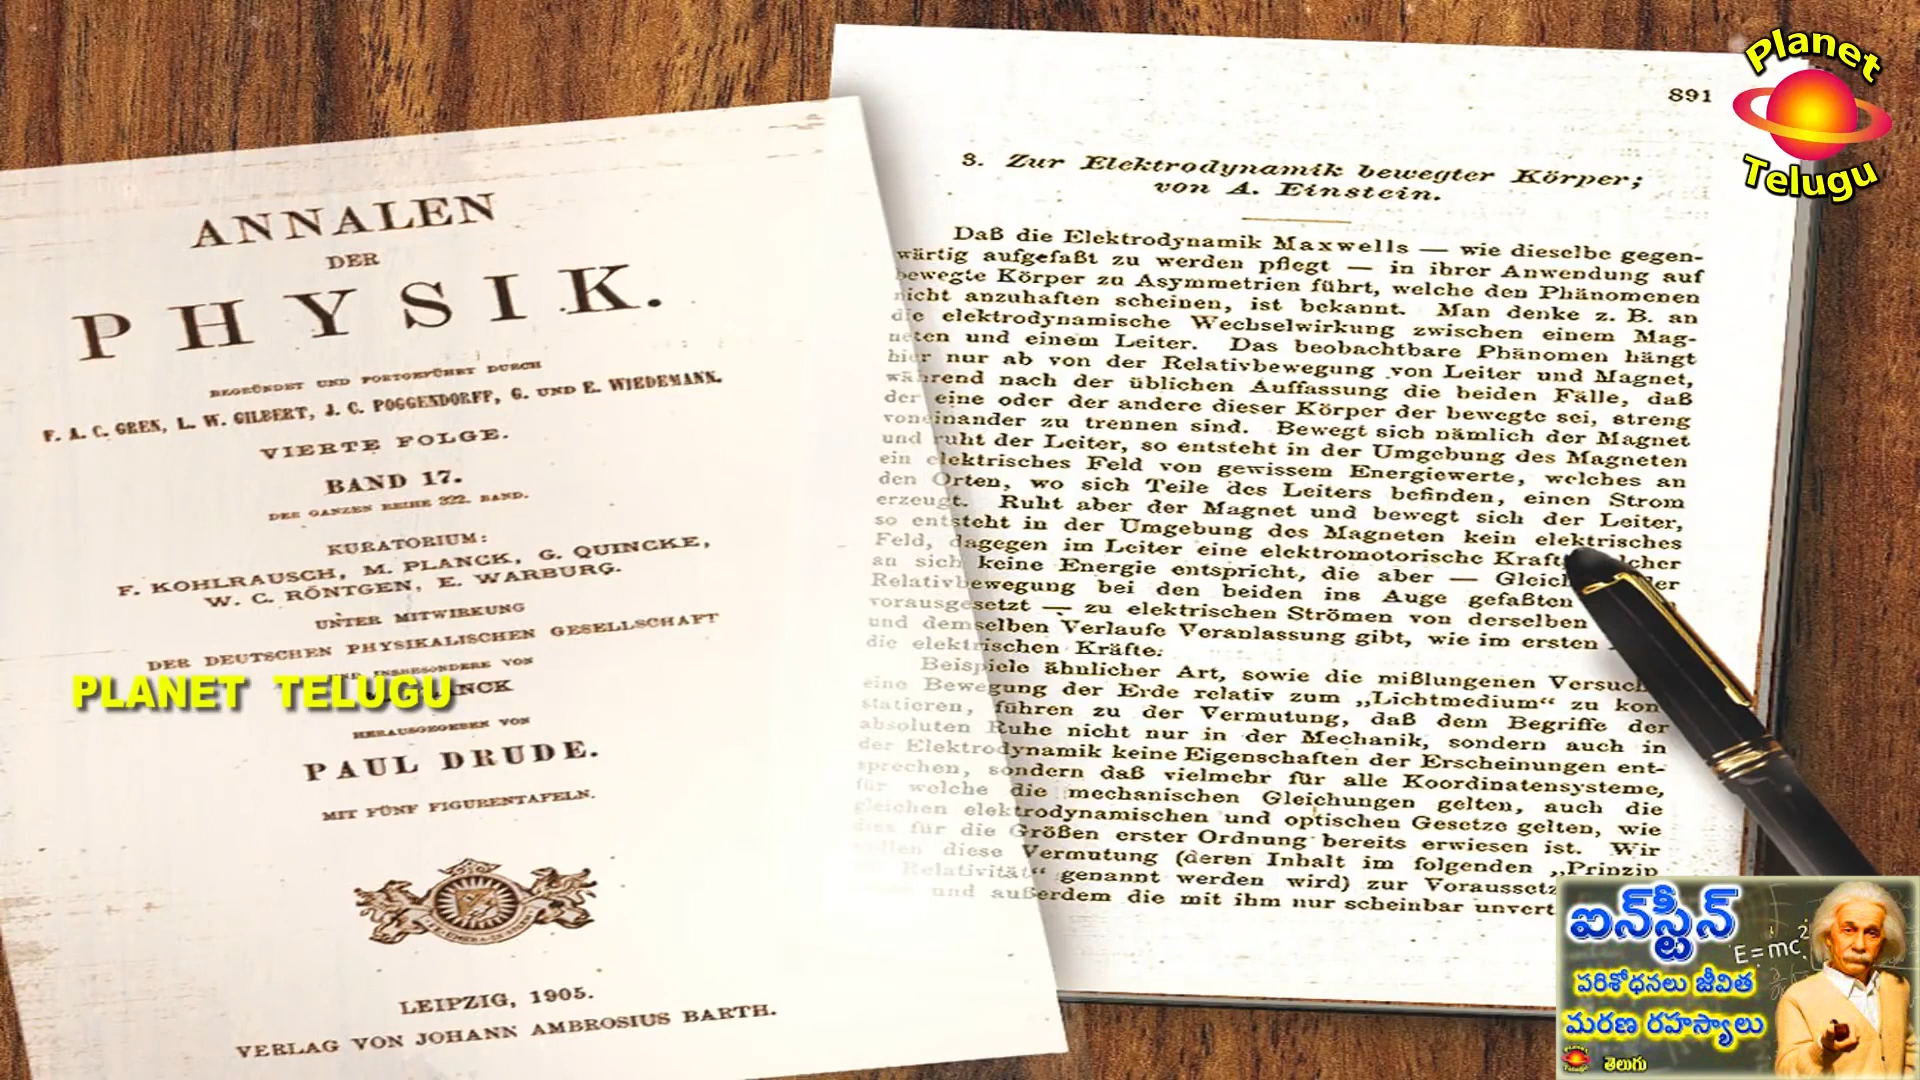 ANNALEN
DER
PHYSIK.
BEGRÜNDET UND FORTGEFÜHRT DURCH
F. A. C. GREN, L. W. GILBERT, J. C. POGGENDORFF, G. UND E. WIEDEMANN.
VIERTE FOLGE.
BAND 17.
DER GANZEN REIHE 322. BAND.
KURATORIUM:
F. KOHLRAUSCH, M. PLANCK, G. QUINCKE,
W. C. RÖNTGEN, E. WARBURG.
UNTER MITWIRKUNG
DER DEUTSCHEN PHYSIKALISCHEN GESELLSCHAFT
INSBESONDERE VON
PLANET TELUGU
HERAUSGEGEBEN VON
PAUL DRUDE.
MIT FÜNF FIGURENTAFELN.
LEIPZIG, 1905.
VERLAG VON JOHANN AMBROSIUS BARTH.
891
3. Zur Elektrodynamik bewegter Körper;
von A. Einstein.
Daß die Elektrodynamik Maxwells — wie dieselbe gegen-
wärtig aufgefaßt zu werden pflegt — in ihrer Anwendung auf
bewegte Körper zu Asymmetrien führt, welche den Phänomenen
nicht anzuhaften scheinen, ist bekannt. Man denke z. B. an
die elektrodynamische Wechselwirkung zwischen einem Mag-
neten und einem Leiter. Das beobachtbare Phänomen hängt
hier nur ab von der Relativbewegung von Leiter und Magnet,
während nach der üblichen Auffassung die beiden Fälle, daß
der eine oder der andere dieser Körper der bewegte sei, streng
voneinander zu trennen sind. Bewegt sich nämlich der Magnet
und ruht der Leiter, so entsteht in der Umgebung des Magneten
ein elektrisches Feld von gewissem Energiewerte, welches an
den Orten, wo sich Teile des Leiters befinden, einen Strom
erzeugt. Ruht aber der Magnet und bewegt sich der Leiter,
so entsteht in der Umgebung des Magneten kein elektrisches
Feld, dagegen im Leiter eine elektromotorische Kraft,
an sich keine Energie entspricht, die aber —
Relativbewegung bei den beiden ins Auge gefaßten
vorausgesetzt — zu elektrischen Strömen von derselben
und demselben Verlaufe Veranlassung gibt, wie im ersten
die elektrischen Kräfte.
Beispiele ähnlicher Art, sowie die mißlungenen
eine Bewegung der Erde relativ zum „Lichtmedium“ zu kon-
statieren, führen zu der Vermutung, daß dem Begriffe der
absoluten Ruhe nicht nur in der Mechanik, sondern auch in
der Elektrodynamik keine Eigenschaften der Erscheinungen ent-
sprechen, sondern daß vielmehr für alle Koordinatensysteme,
für welche die mechanischen Gleichungen gelten, auch die
gleichen elektrodynamischen und optischen Gesetze gelten, wie
dies für die Größen erster Ordnung bereits erwiesen ist. Wir
wollen diese Vermutung (deren Inhalt im folgenden „Prinzip
Relativität“ genannt werden wird) zur
und außerdem die mit ihm nur scheinbar
Planet
Telugu
ఐన్‌స్టీన్
E=mc²
పరిశోధనలు జీవిత
మరణ రహస్యాలు
Planet
Telugu
తెలుగు